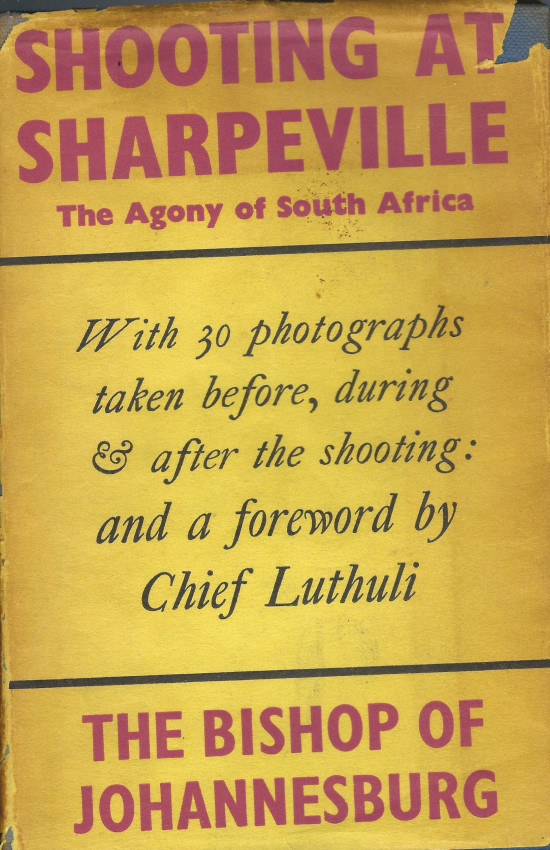 SHOOTING AT
SHARPEVILLE
The Agony of South Africa
With 30 photographs
taken before, during
& after the shooting:
and a foreword by
Chief Luthuli
THE BISHOP OF
JOHANNESBURG